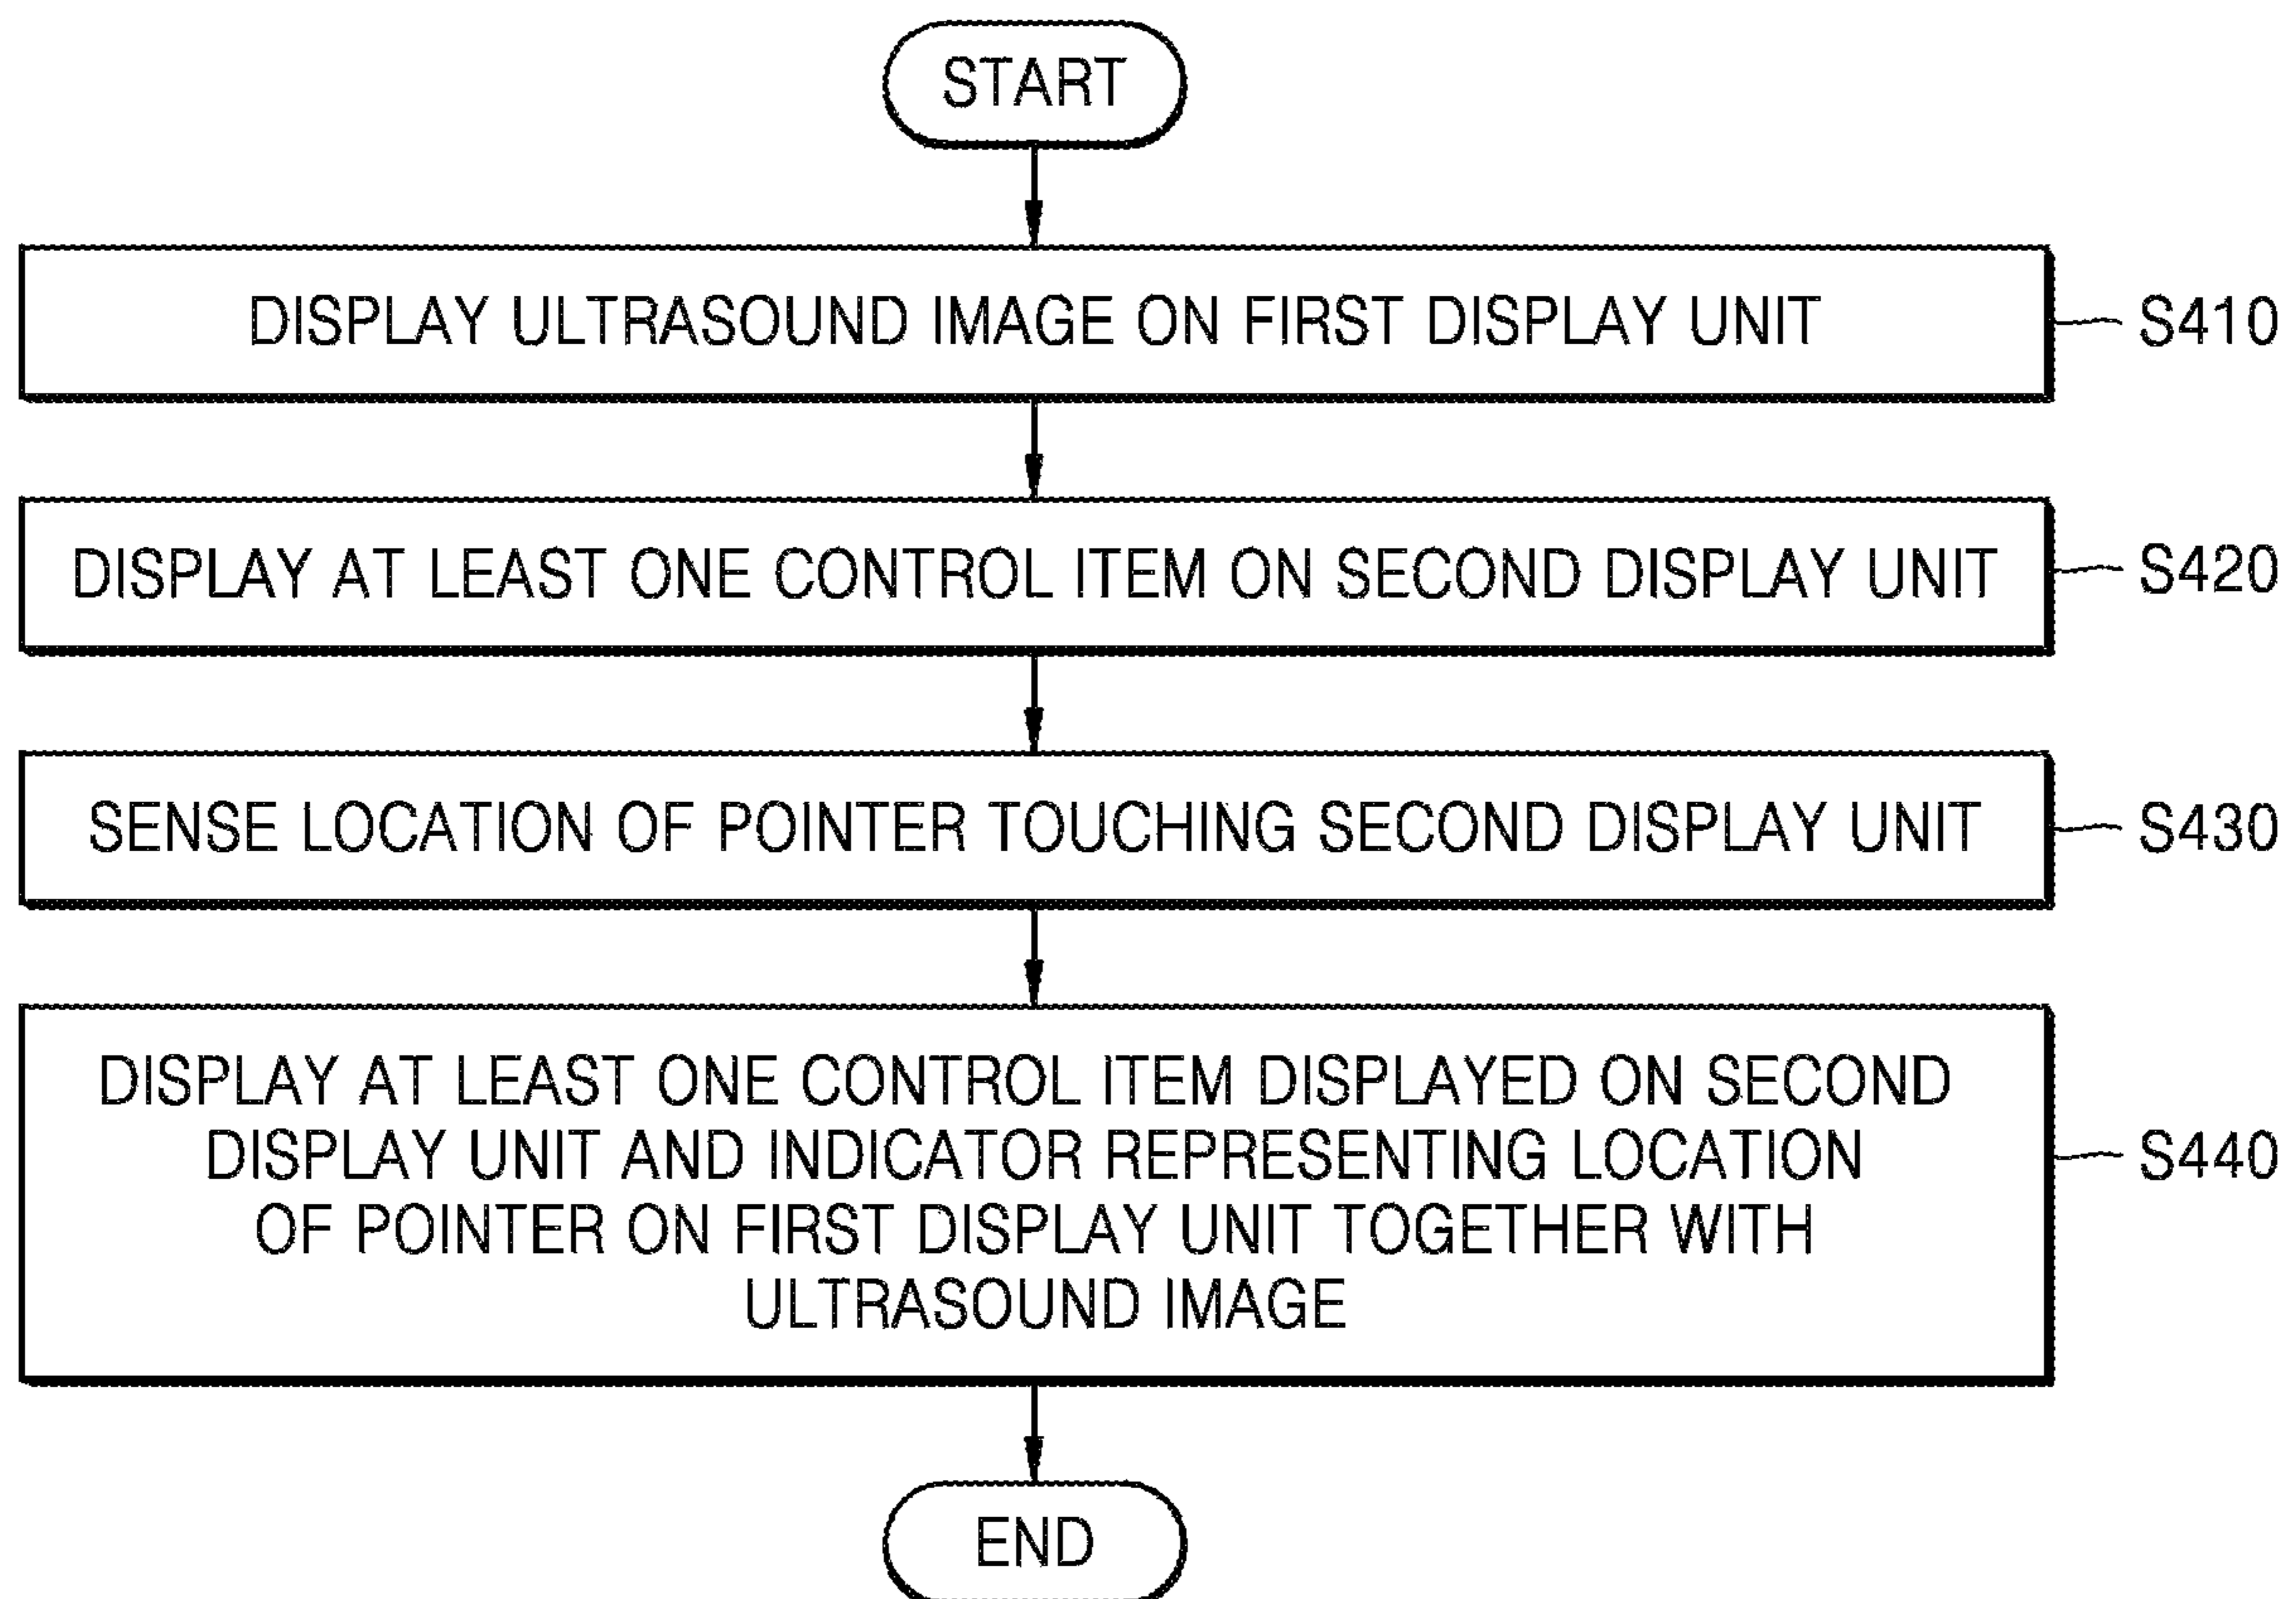 START
DISPLAY ULTRASOUND IMAGE ON FIRST DISPLAY UNIT
S410
DISPLAY AT LEAST ONE CONTROL ITEM ON SECOND DISPLAY UNIT
S420
SENSE LOCATION OF POINTER TOUCHING SECOND DISPLAY UNIT
S430
DISPLAY AT LEAST ONE CONTROL ITEM DISPLAYED ON SECOND
DISPLAY UNIT AND INDICATOR REPRESENTING LOCATION
OF POINTER ON FIRST DISPLAY UNIT TOGETHER WITH
ULTRASOUND IMAGE
S440
END